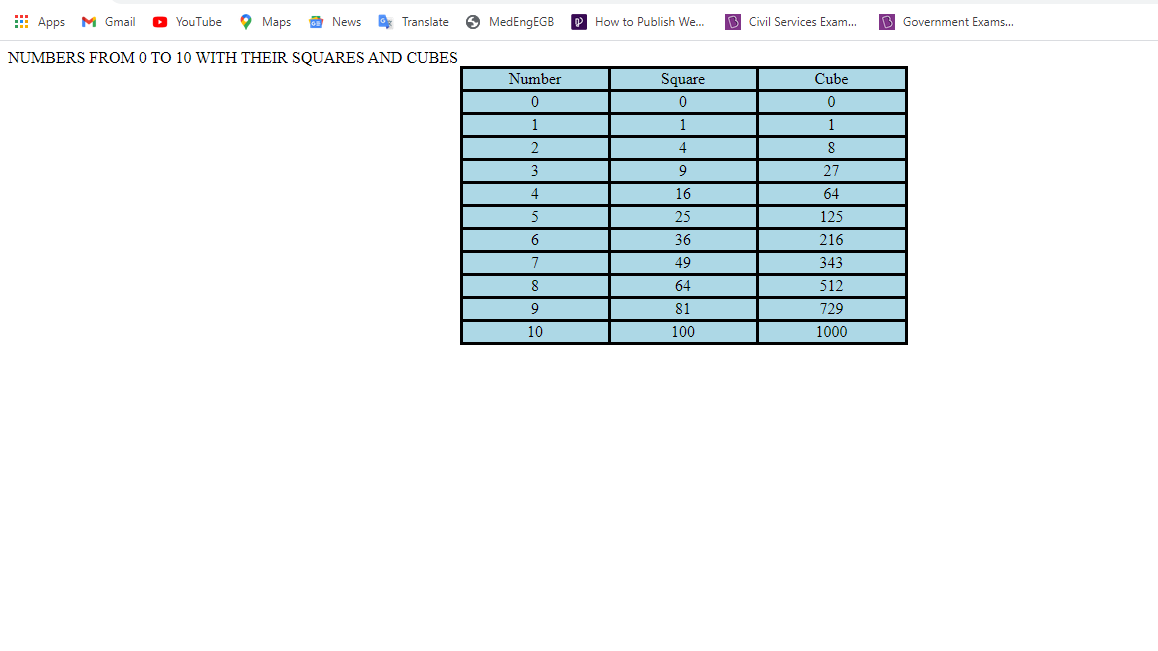 Apps Gmail YouTube Maps News Translate MedEngEGB How to Publish We... Civil Services Exam... Government Exams...
NUMBERS FROM 0 TO 10 WITH THEIR SQUARES AND CUBES
Number Square Cube
0 0 0
1 1 1
2 4 8
3 9 27
4 16 64
5 25 125
6 36 216
7 49 343
8 64 512
9 81 729
10 100 1000